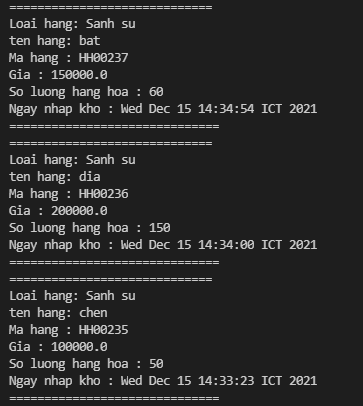 =============================
Loai hang: Sanh su
ten hang: bat
Ma hang : HH00237
Gia : 150000.0
So luong hang hoa : 60
Ngay nhap kho : Wed Dec 15 14:34:54 ICT 2021
==============================
=============================
Loai hang: Sanh su
ten hang: dia
Ma hang : HH00236
Gia : 200000.0
So luong hang hoa : 150
Ngay nhap kho : Wed Dec 15 14:34:00 ICT 2021
==============================
=============================
Loai hang: Sanh su
ten hang: chen
Ma hang : HH00235
Gia : 100000.0
So luong hang hoa : 50
Ngay nhap kho : Wed Dec 15 14:33:23 ICT 2021
==============================